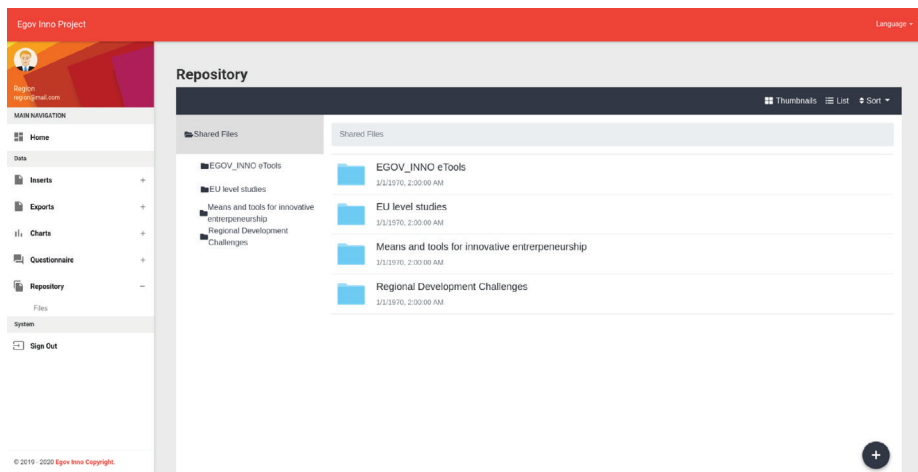 Egov Inno Project
Language
Region
region@mail.com
MAIN NAVIGATION
Home
Data
Inserts +
Exports +
Charts +
Questionnaire +
Repository −
Files
System
Sign Out
© 2019 - 2020 Egov Inno Copyright.
Repository
Thumbnails List Sort
Shared Files
EGOV_INNO eTools
EU level studies
Means and tools for innovative
entrerpeneurship
Regional Development
Challenges
Shared Files
EGOV_INNO eTools
1/1/1970, 2:00:00 AM
EU level studies
1/1/1970, 2:00:00 AM
Means and tools for innovative entrerpeneurship
1/1/1970, 2:00:00 AM
Regional Development Challenges
1/1/1970, 2:00:00 AM
+